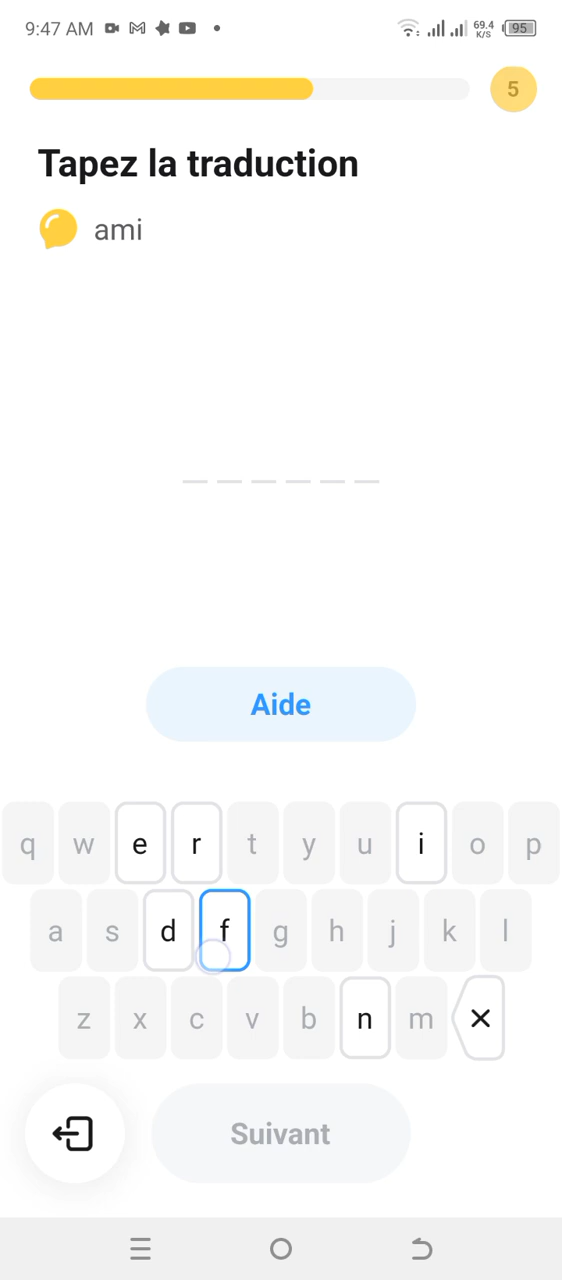 9:47 AM 69.4 K/S 95
5
Tapez la traduction
ami
Aide
q w e r t y u i o p
a s d f g h j k l
z x c v b n m
Suivant